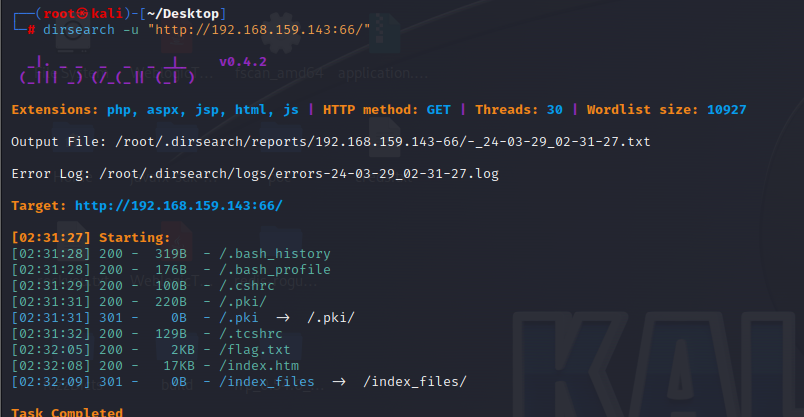 ┌──(root㉿kali)-[~/Desktop]
└─# dirsearch -u "http://192.168.159.143:66/"
v0.4.2
Extensions: php, aspx, jsp, html, js | HTTP method: GET | Threads: 30 | Wordlist size: 10927
Output File: /root/.dirsearch/reports/192.168.159.143-66/-_24-03-29_02-31-27.txt
Error Log: /root/.dirsearch/logs/errors-24-03-29_02-31-27.log
Target: http://192.168.159.143:66/
[02:31:27] Starting:
[02:31:28] 200 - 319B - /.bash_history
[02:31:28] 200 - 176B - /.bash_profile
[02:31:29] 200 - 100B - /.cshrc
[02:31:31] 200 - 220B - /.pki/
[02:31:31] 301 - 0B - /.pki → /.pki/
[02:31:32] 200 - 129B - /.tcshrc
[02:32:05] 200 - 2KB - /flag.txt
[02:32:08] 200 - 17KB - /index.htm
[02:32:09] 301 - 0B - /index_files → /index_files/
Task Completed